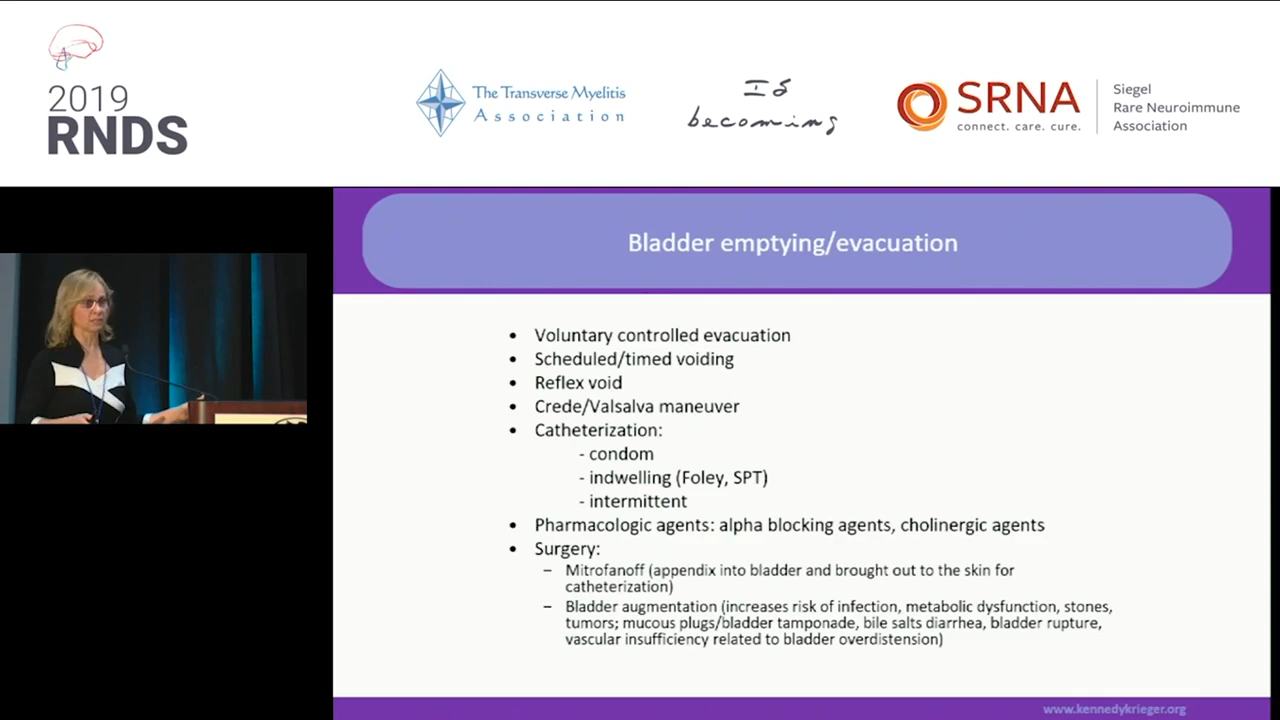 2019
RNDS
The Transverse Myelitis
Association
Is
becoming
SRNA
connect. care. cure.
Siegel
Rare Neuroimmune
Association
Bladder emptying/evacuation
• Voluntary controlled evacuation
• Scheduled/timed voiding
• Reflex void
• Crede/Valsalva maneuver
• Catheterization:
- condom
- indwelling (Foley, SPT)
- intermittent
• Pharmacologic agents: alpha blocking agents, cholinergic agents
• Surgery:
– Mitrofanoff (appendix into bladder and brought out to the skin for
catheterization)
– Bladder augmentation (increases risk of infection, metabolic dysfunction, stones,
tumors; mucous plugs/bladder tamponade, bile salts diarrhea, bladder rupture,
vascular insufficiency related to bladder overdistension)
www.kennedykrieger.org